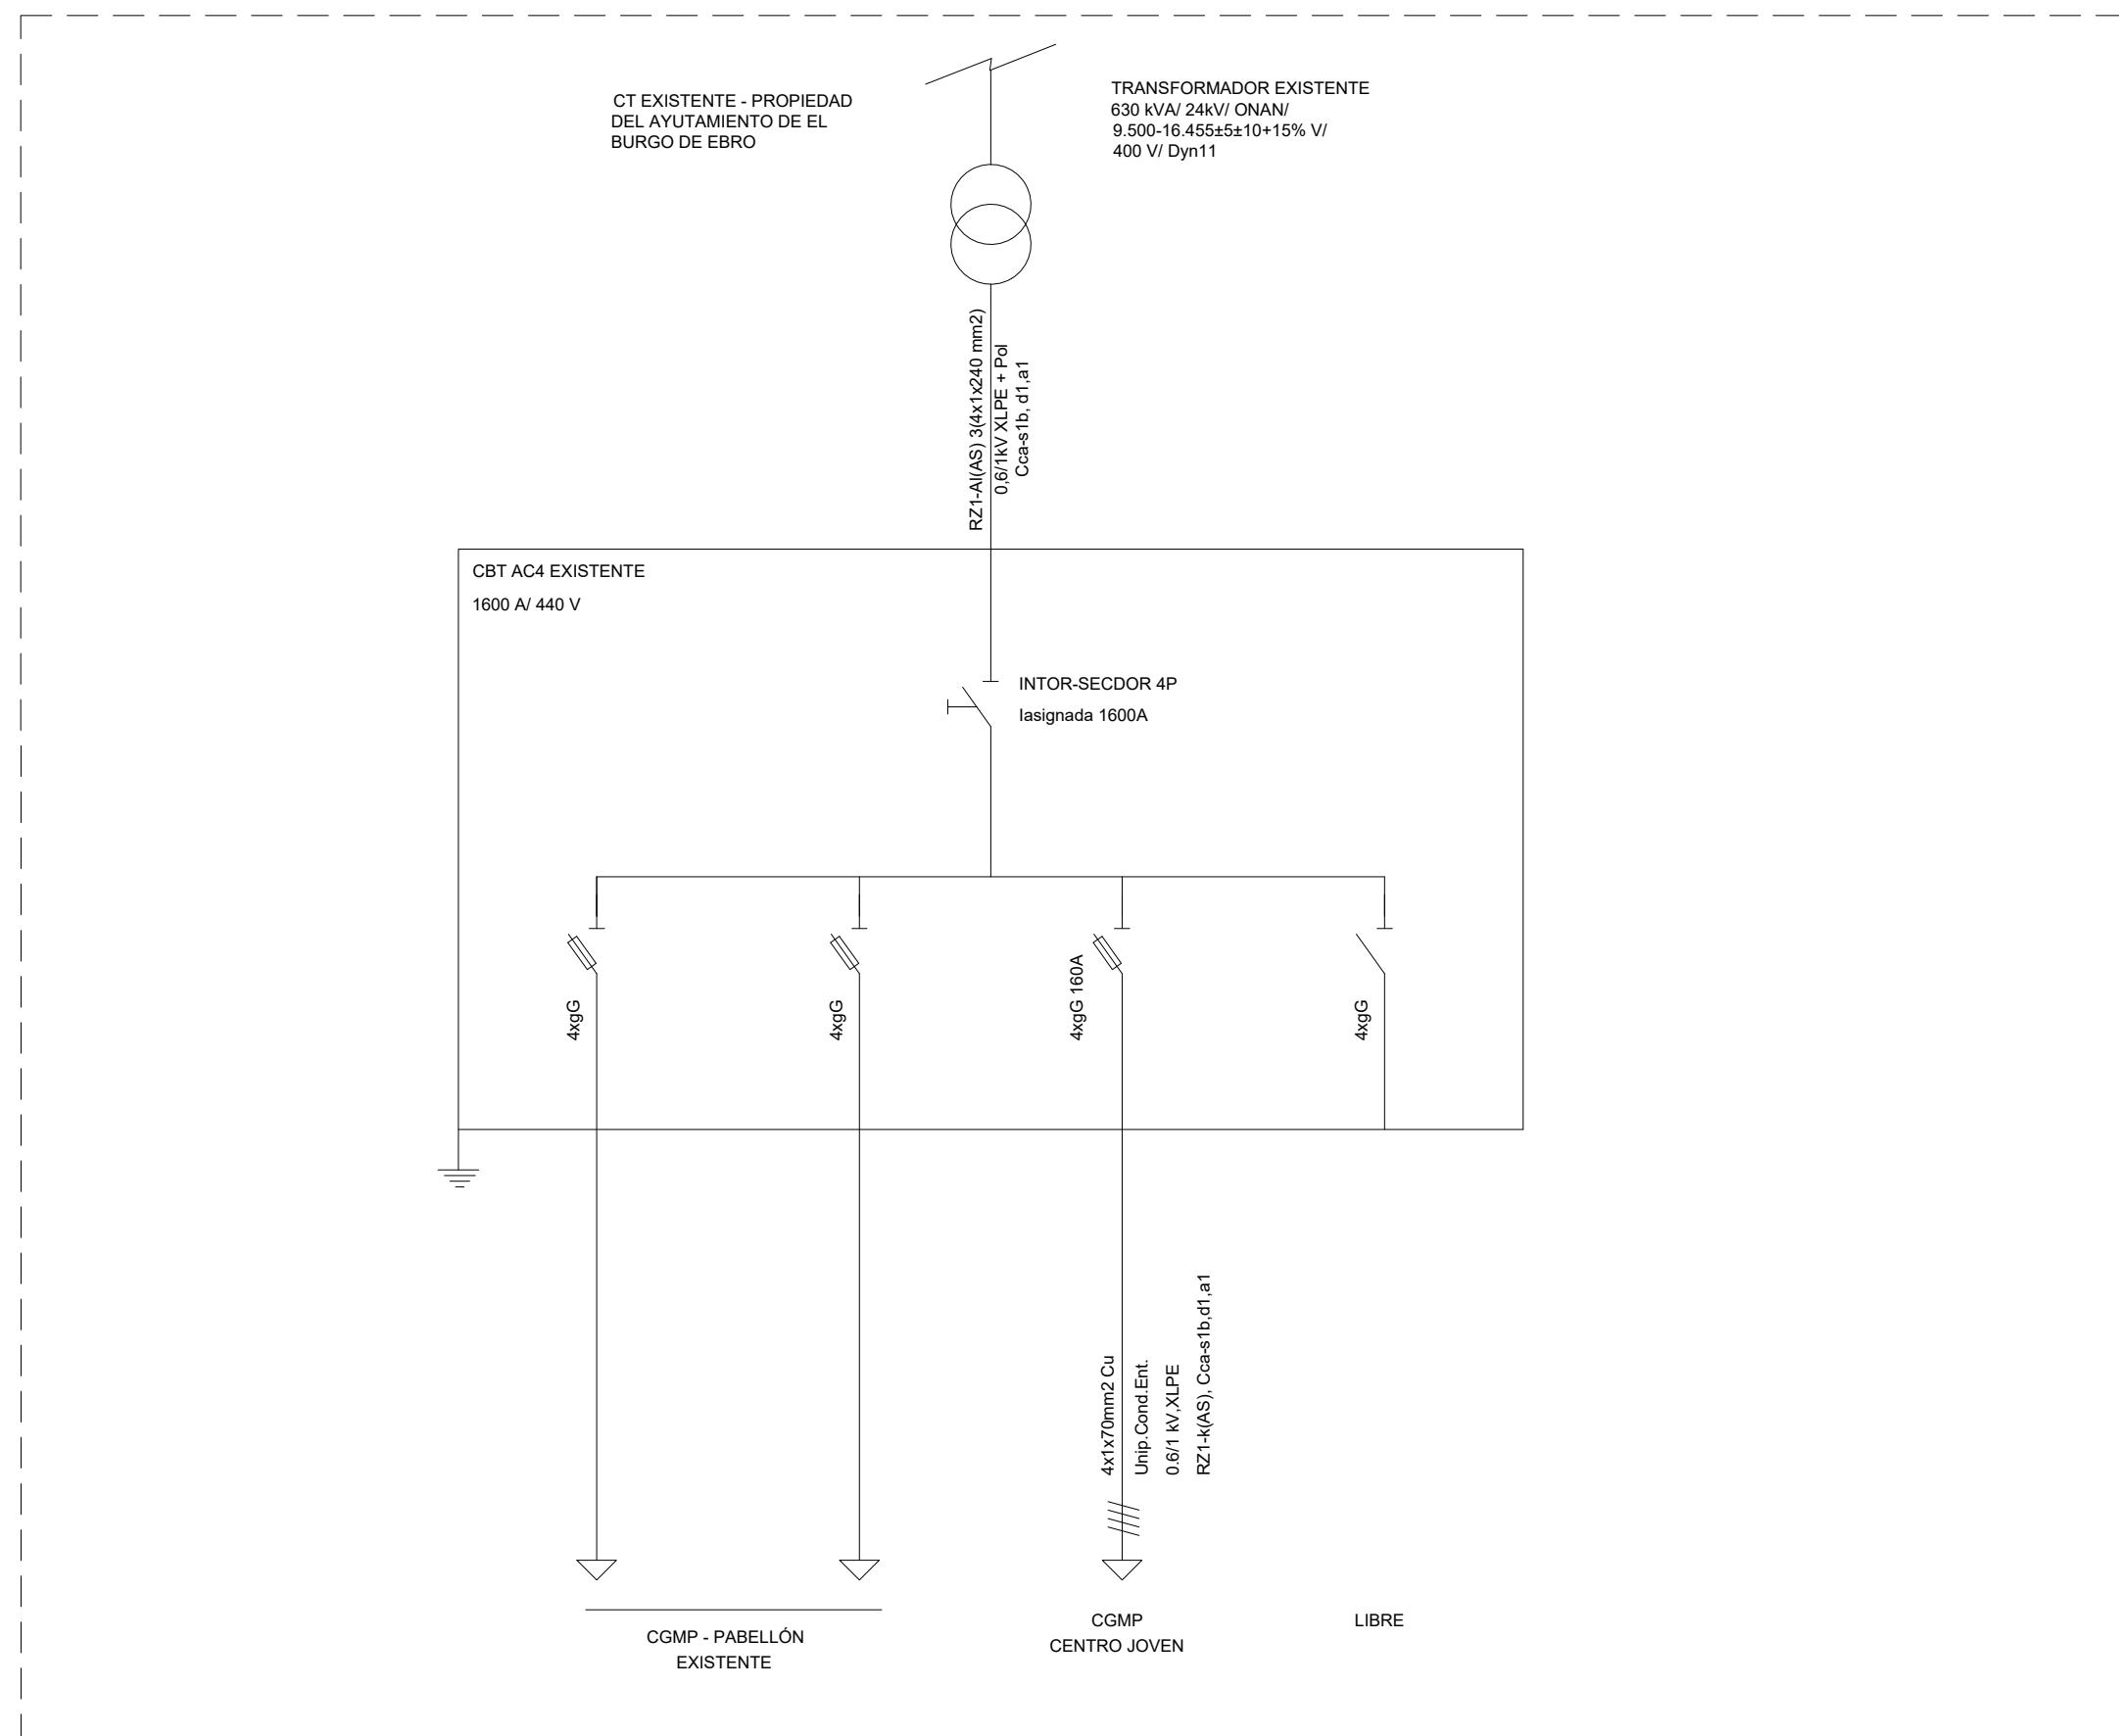 CT EXISTENTE - PROPIEDAD
DEL AYUTAMIENTO DE EL
BURGO DE EBRO
TRANSFORMADOR EXISTENTE
630 kVA/ 24kV/ ONAN/
9.500-16.455±5±10+15% V/
400 V/ Dyn11
RZ1-Al(AS) 3(4x1x240 mm2)
0,6/1kV XLPE + Pol
Cca-s1b, d1,a1
CBT AC4 EXISTENTE
1600 A/ 440 V
INTOR-SECDOR 4P
Iasignada 1600A
4xgG
4xgG
4xgG 160A
4xgG
4x1x70mm2 Cu
Unip.Cond.Ent.
0.6/1 kV,XLPE
RZ1-k(AS), Cca-s1b,d1,a1
CGMP - PABELLÓN
EXISTENTE
CGMP
CENTRO JOVEN
LIBRE